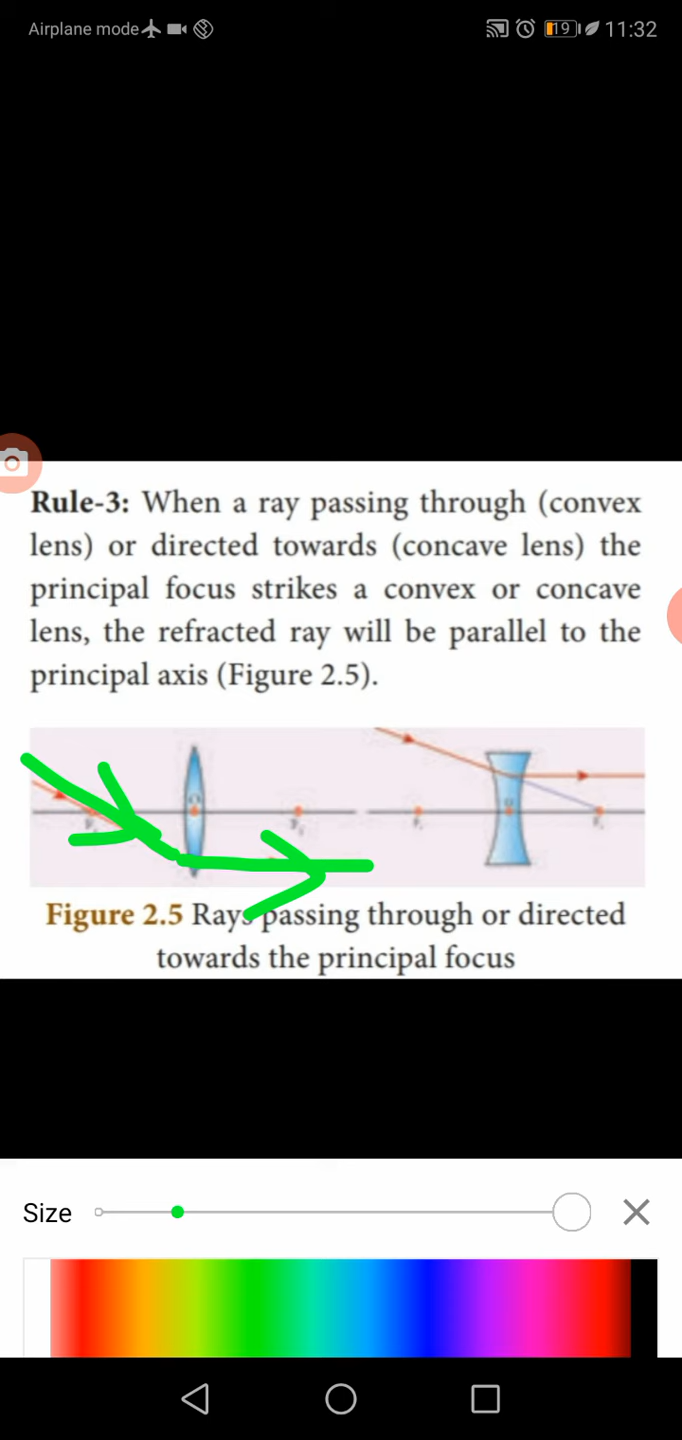 Airplane mode
19 11:32
Rule-3: When a ray passing through (convex
lens) or directed towards (concave lens) the
principal focus strikes a convex or concave
lens, the refracted ray will be parallel to the
principal axis (Figure 2.5).
Figure 2.5 Rays passing through or directed
towards the principal focus
Size